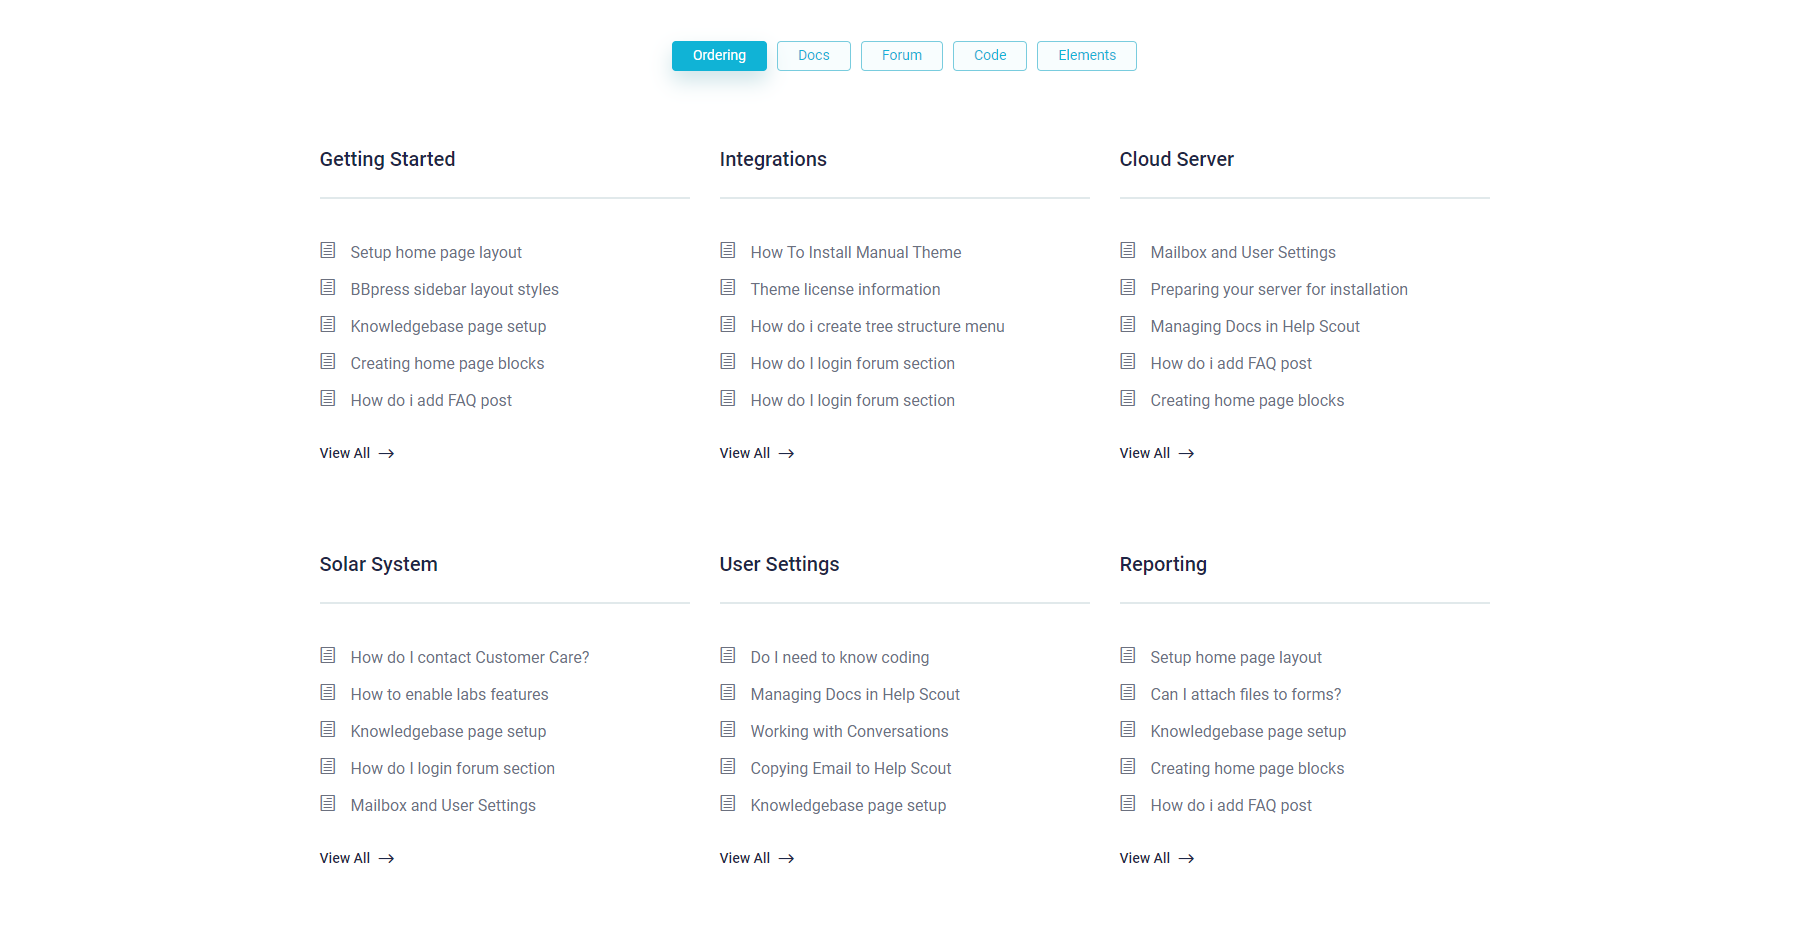 Ordering
Docs
Forum
Code
Elements
Getting Started
Setup home page layout
BBpress sidebar layout styles
Knowledgebase page setup
Creating home page blocks
How do i add FAQ post
View All
Integrations
How To Install Manual Theme
Theme license information
How do i create tree structure menu
How do I login forum section
How do I login forum section
View All
Cloud Server
Mailbox and User Settings
Preparing your server for installation
Managing Docs in Help Scout
How do i add FAQ post
Creating home page blocks
View All
Solar System
How do I contact Customer Care?
How to enable labs features
Knowledgebase page setup
How do I login forum section
Mailbox and User Settings
View All
User Settings
Do I need to know coding
Managing Docs in Help Scout
Working with Conversations
Copying Email to Help Scout
Knowledgebase page setup
View All
Reporting
Setup home page layout
Can I attach files to forms?
Knowledgebase page setup
Creating home page blocks
How do i add FAQ post
View All